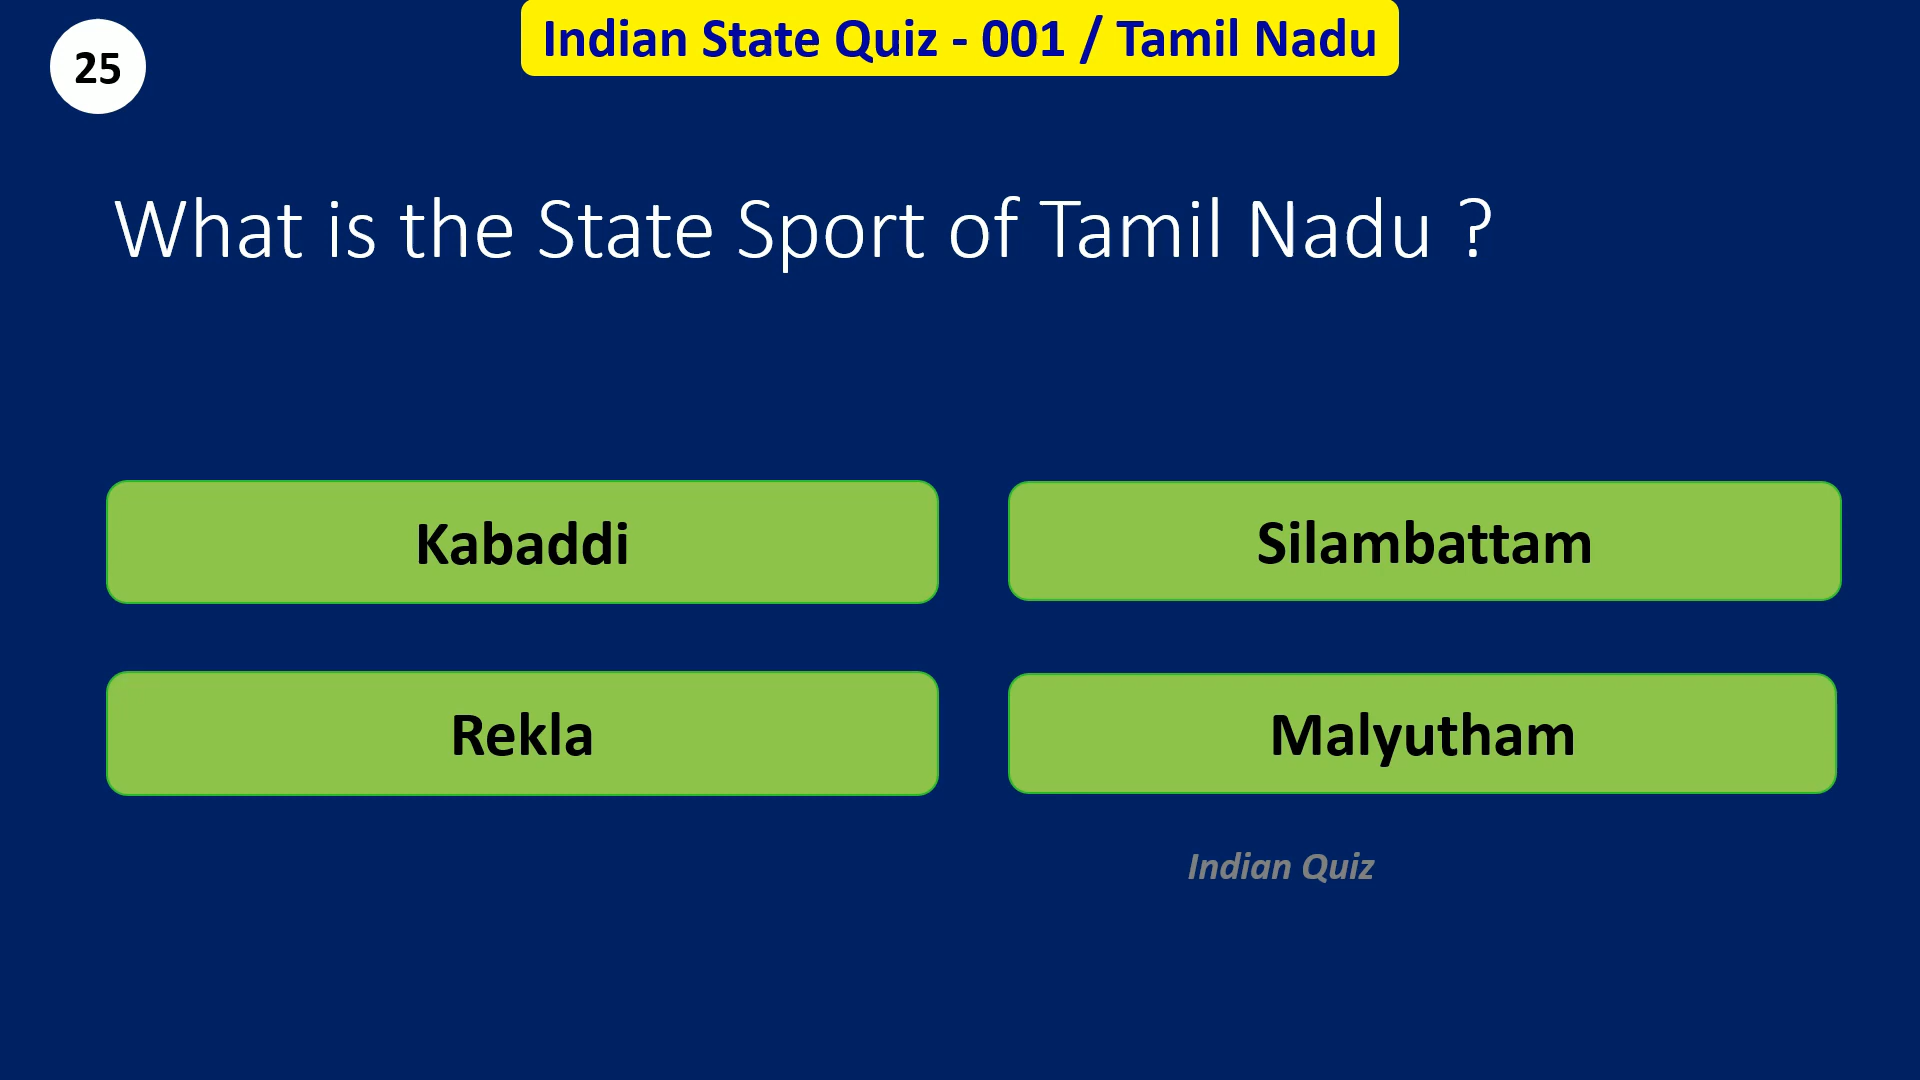 25
Indian State Quiz - 001 / Tamil Nadu
What is the State Sport of Tamil Nadu ?
Kabaddi
Silambattam
Rekla
Malyutham
Indian Quiz